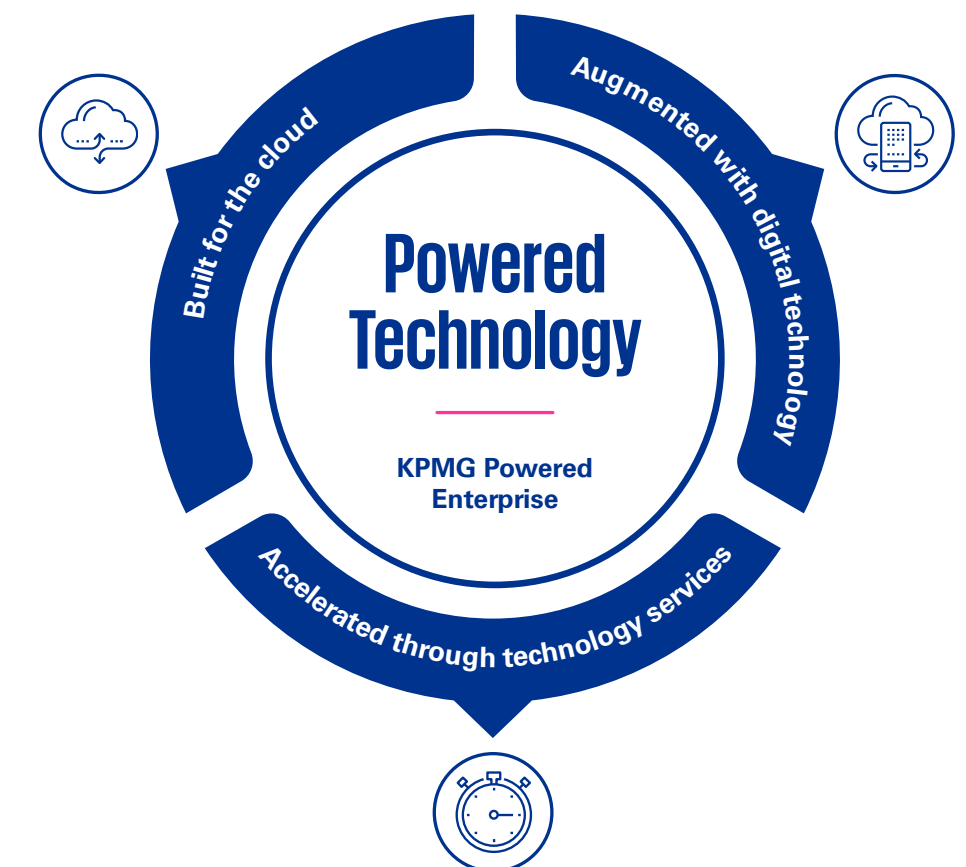 Built for the cloud
Augmented with digital technology
Powered
Technology
KPMG Powered
Enterprise
Accelerated through technology services